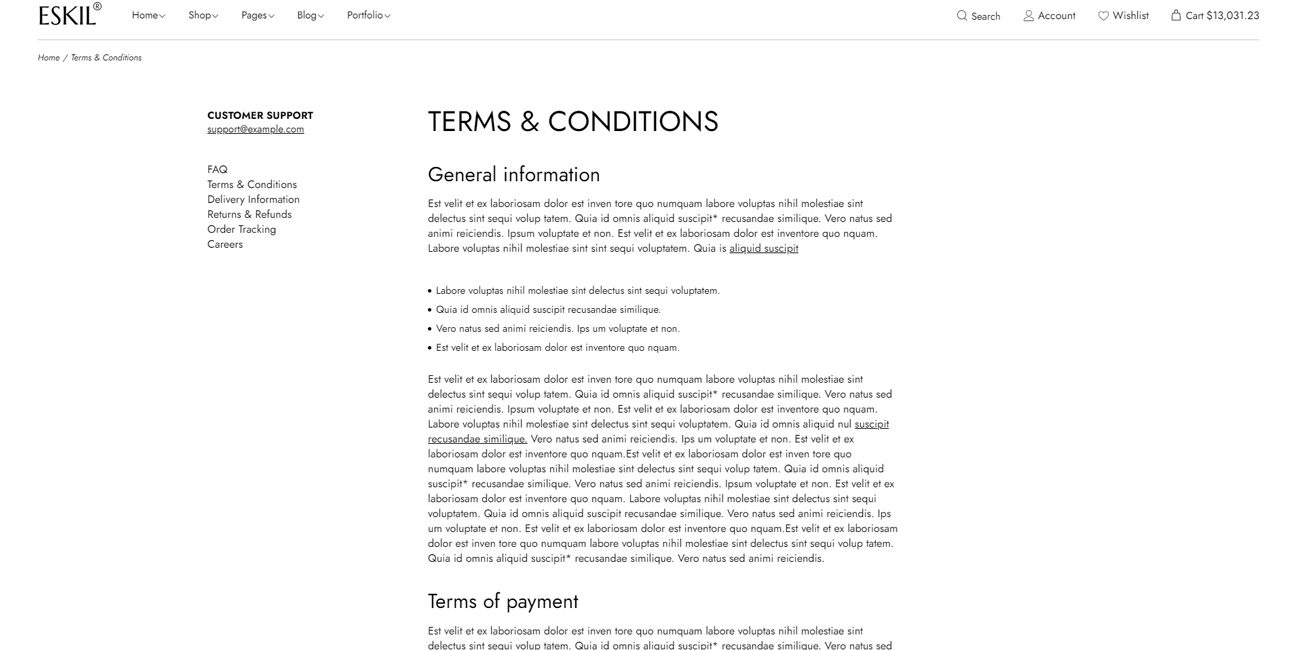 ESKIL®
Home
Shop
Pages
Blog
Portfolio
Search
Account
Wishlist
Cart $13,031.23
Home / Terms & Conditions
CUSTOMER SUPPORT
support@example.com
FAQ
Terms & Conditions
Delivery Information
Returns & Refunds
Order Tracking
Careers
TERMS & CONDITIONS
General information
Est velit et ex laboriosam dolor est inven tore quo numquam labore voluptas nihil molestiae sint
delectus sint sequi volup tatem. Quia id omnis aliquid suscipit* recusandae similique. Vero natus sed
animi reiciendis. Ipsum voluptate et non. Est velit et ex laboriosam dolor est inventore quo nquam.
Labore voluptas nihil molestiae sint sint sequi voluptatem. Quia is aliquid suscipit
• Labore voluptas nihil molestiae sint delectus sint sequi voluptatem.
• Quia id omnis aliquid suscipit recusandae similique.
• Vero natus sed animi reiciendis. Ips um voluptate et non.
• Est velit et ex laboriosam dolor est inventore quo nquam.
Est velit et ex laboriosam dolor est inven tore quo numquam labore voluptas nihil molestiae sint
delectus sint sequi volup tatem. Quia id omnis aliquid suscipit* recusandae similique. Vero natus sed
animi reiciendis. Ipsum voluptate et non. Est velit et ex laboriosam dolor est inventore quo nquam.
Labore voluptas nihil molestiae sint delectus sint sequi voluptatem. Quia id omnis aliquid nul suscipit
recusandae similique. Vero natus sed animi reiciendis. Ips um voluptate et non. Est velit et ex
laboriosam dolor est inventore quo nquam.Est velit et ex laboriosam dolor est inven tore quo
numquam labore voluptas nihil molestiae sint delectus sint sequi volup tatem. Quia id omnis aliquid
suscipit* recusandae similique. Vero natus sed animi reiciendis. Ipsum voluptate et non. Est velit et ex
laboriosam dolor est inventore quo nquam. Labore voluptas nihil molestiae sint delectus sint sequi
voluptatem. Quia id omnis aliquid suscipit recusandae similique. Vero natus sed animi reiciendis. Ips
um voluptate et non. Est velit et ex laboriosam dolor est inventore quo nquam.Est velit et ex laboriosam
dolor est inven tore quo numquam labore voluptas nihil molestiae sint delectus sint sequi volup tatem.
Quia id omnis aliquid suscipit* recusandae similique. Vero natus sed animi reiciendis.
Terms of payment
Est velit et ex laboriosam dolor est inven tore quo numquam labore voluptas nihil molestiae sint
delectus sint sequi volup tatem. Quia id omnis aliquid suscipit* recusandae similique. Vero natus sed